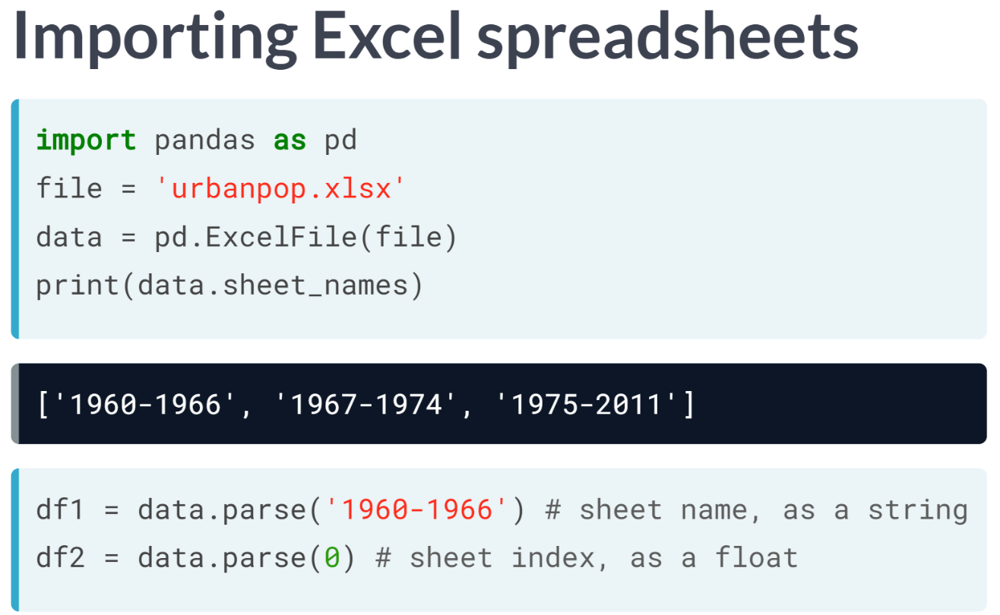 Importing Excel spreadsheets
import pandas as pd
file = 'urbanpop.xlsx'
data = pd.ExcelFile(file)
print(data.sheet_names)
['1960-1966', '1967-1974', '1975-2011']
df1 = data.parse('1960-1966') # sheet name, as a string
df2 = data.parse(0) # sheet index, as a float